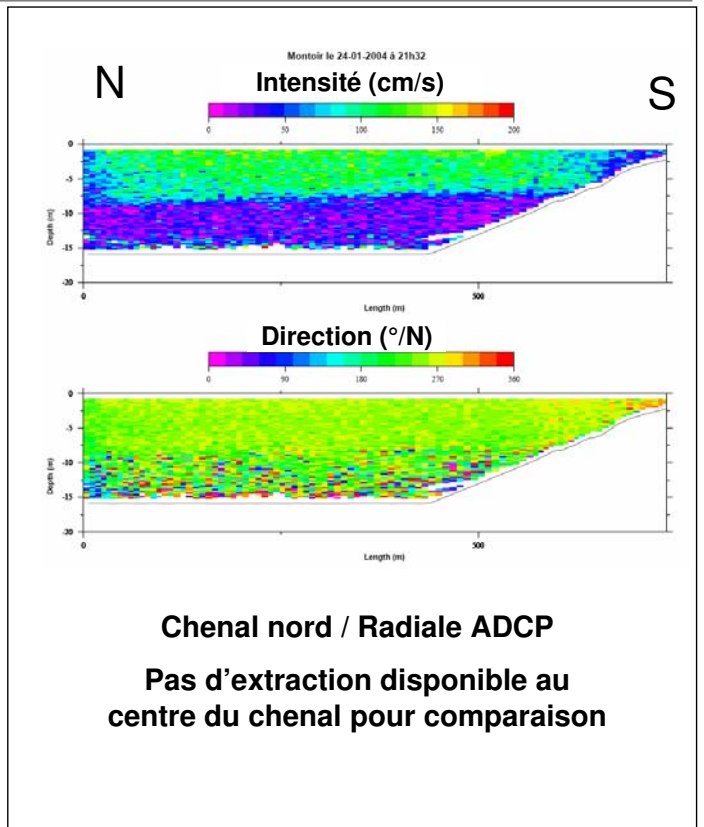 Montoir le 24-01-2004 à 21h32
N
Intensité (cm/s)
S
0 50 100 150 200
0
-5
-10
-15
-20
Depth (m)
0 500
Length (m)
Direction (°/N)
0 90 180 270 360
0
-5
-10
-15
-20
Depth (m)
0 500
Length (m)
Chenal nord / Radiale ADCP
Pas d'extraction disponible au
centre du chenal pour comparaison